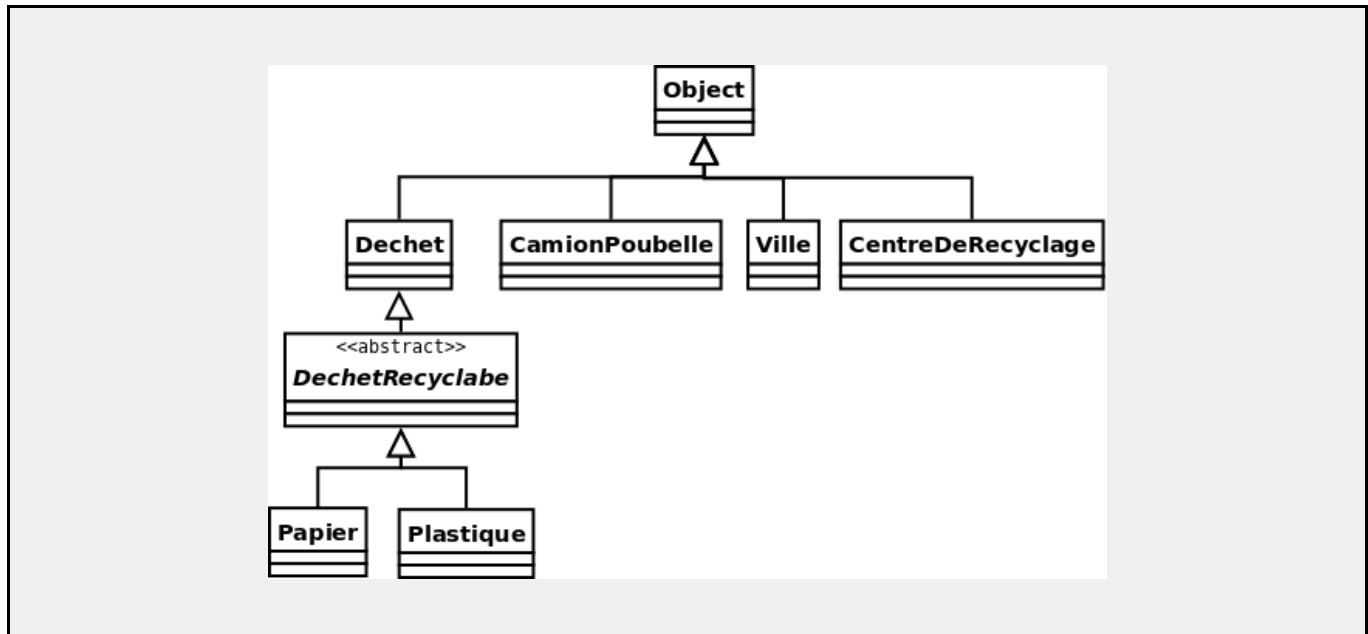 Object
Dechet
CamionPoubelle
Ville
CentreDeRecyclage
<<abstract>>
DechetRecyclabe
Papier
Plastique